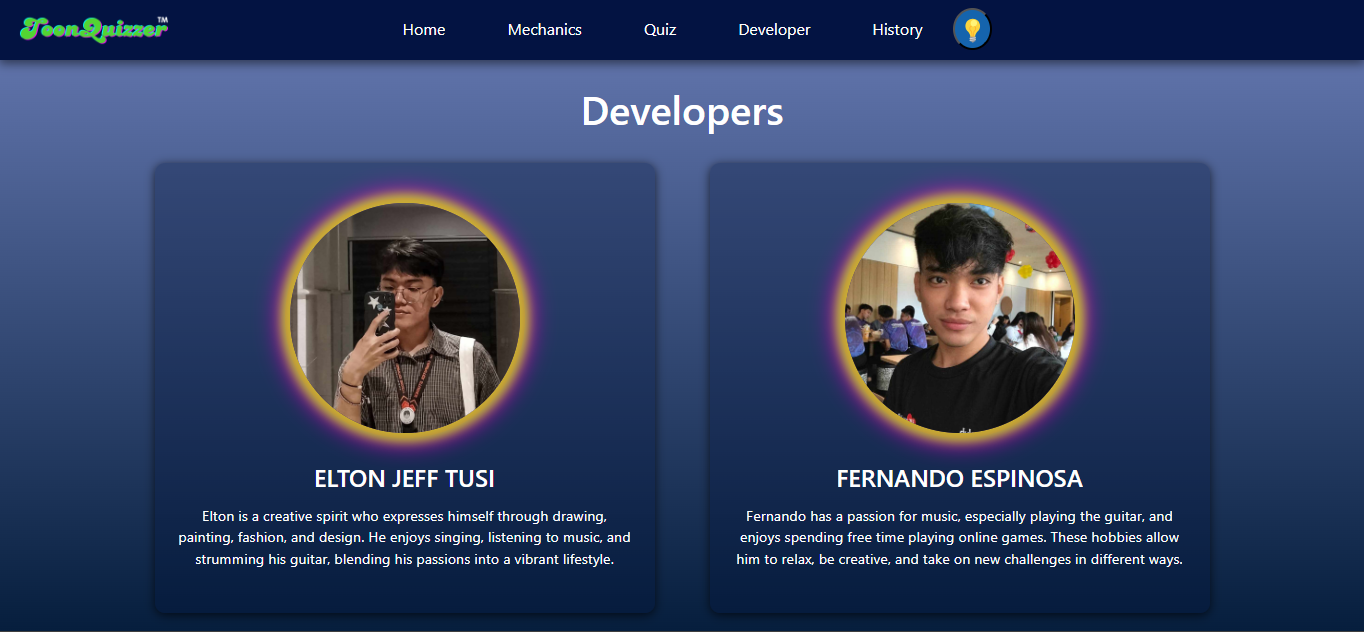 ToonQuizzer™
Home
Mechanics
Quiz
Developer
History
Developers
ELTON JEFF TUSI
Elton is a creative spirit who expresses himself through drawing,
painting, fashion, and design. He enjoys singing, listening to music, and
strumming his guitar, blending his passions into a vibrant lifestyle.
FERNANDO ESPINOSA
Fernando has a passion for music, especially playing the guitar, and
enjoys spending free time playing online games. These hobbies allow
him to relax, be creative, and take on new challenges in different ways.